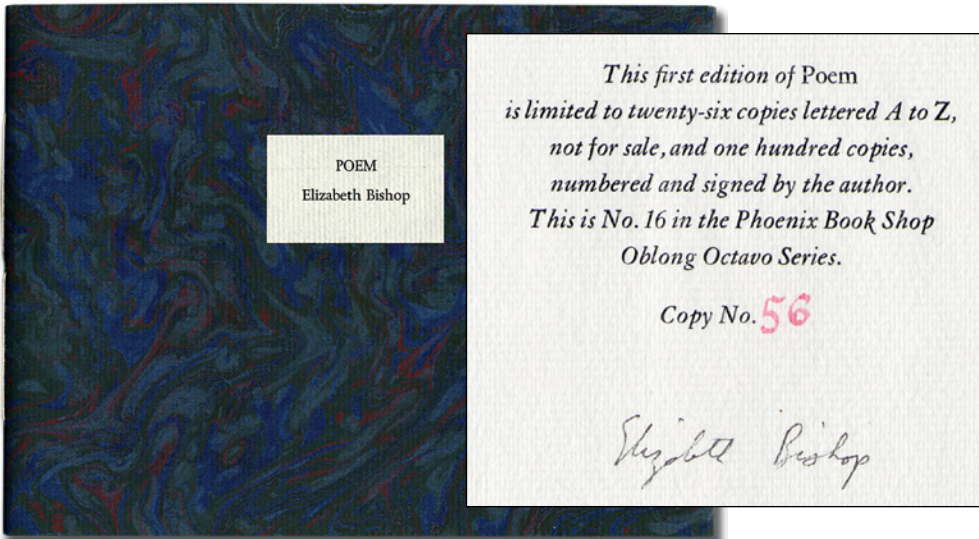 POEM
Elizabeth Bishop
This first edition of Poem
is limited to twenty-six copies lettered A to Z,
not for sale, and one hundred copies,
numbered and signed by the author.
This is No. 16 in the Phoenix Book Shop
Oblong Octavo Series.
Copy No. 56
Elizabeth Bishop